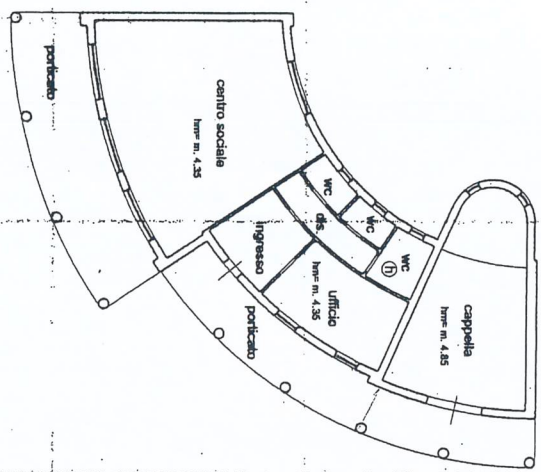 porticato
centro sociale
hm= m. 4.35
wc
wc
wc
h
dis.
ingresso
ufficio
hm= m. 4.35
porticato
cappella
hm= m. 4.85